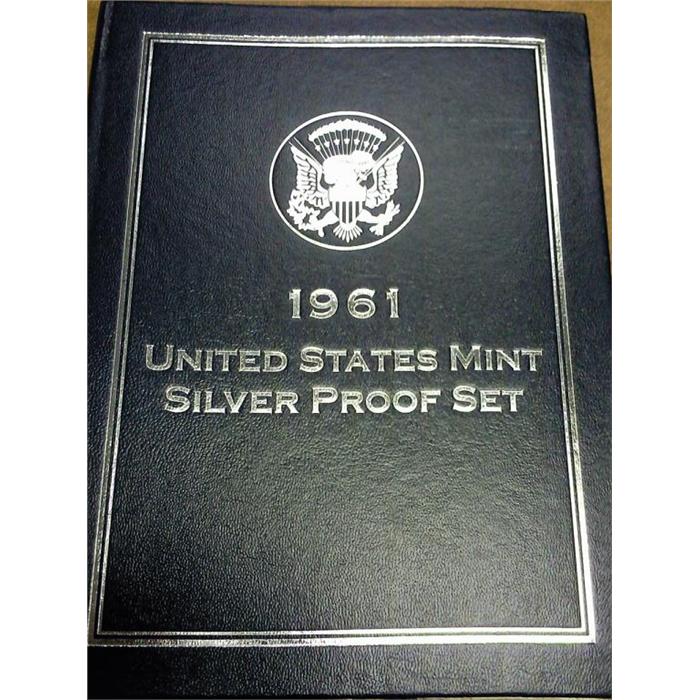 1961
UNITED STATES MINT
SILVER PROOF SET